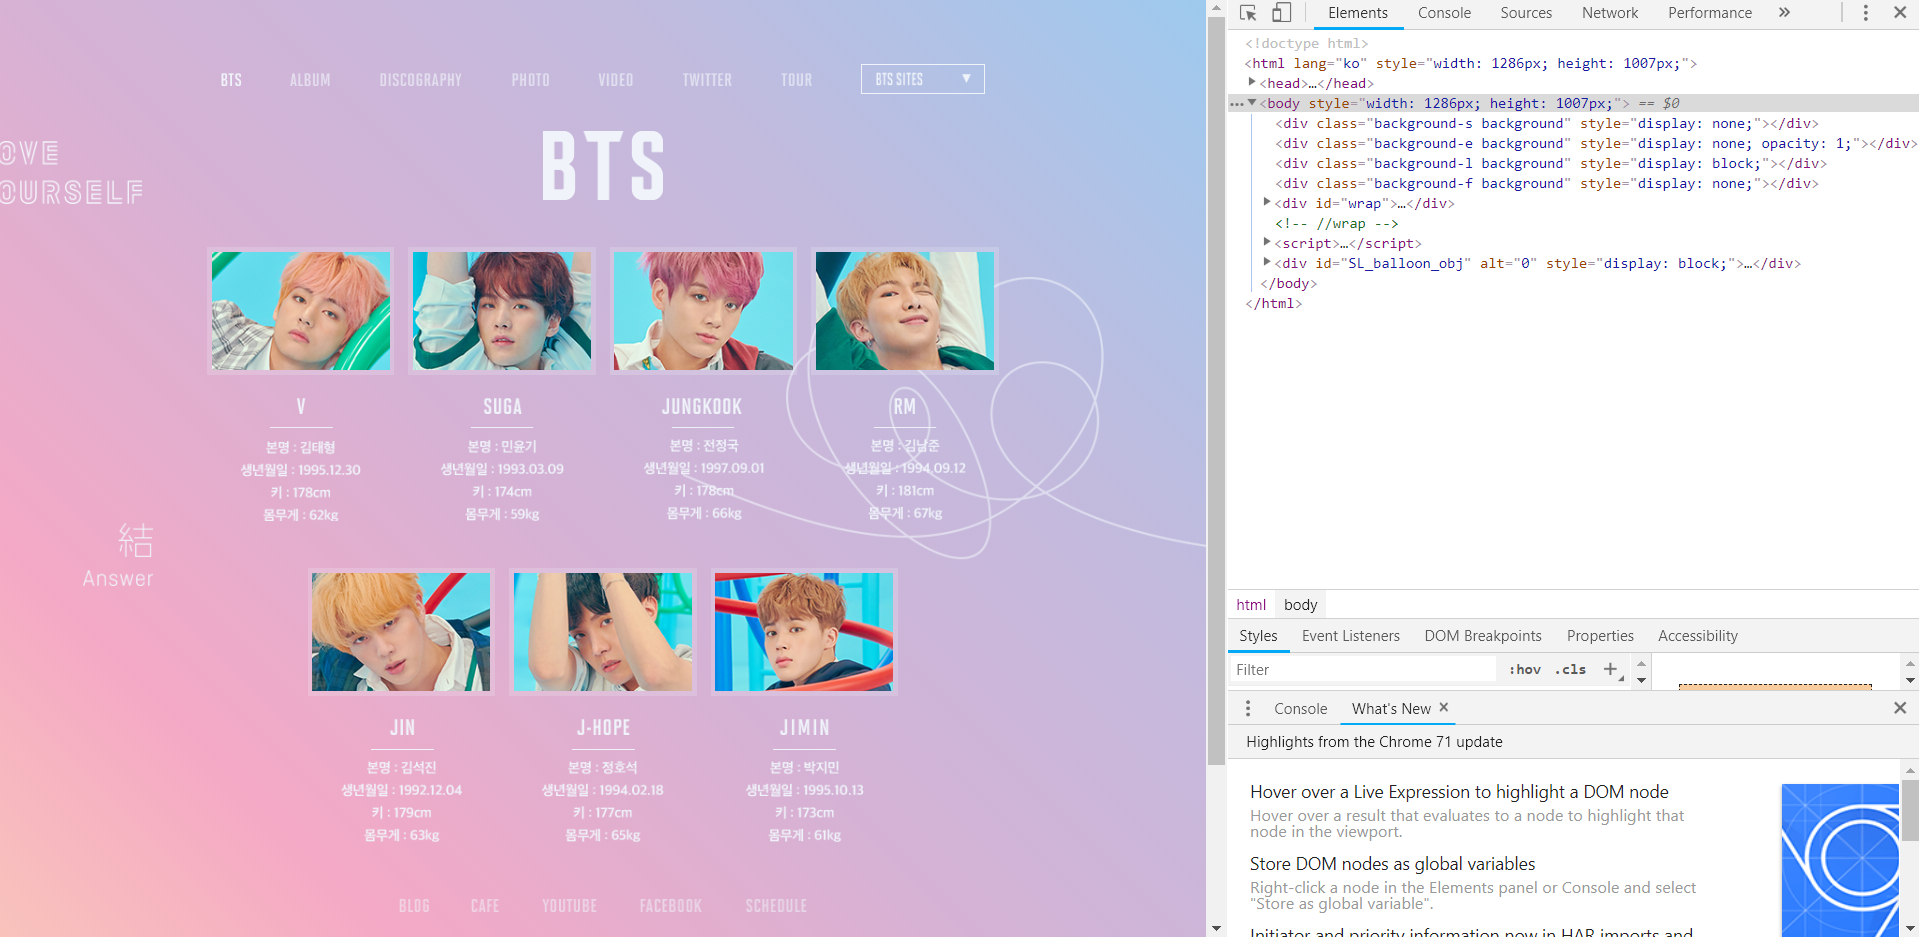 BTS ALBUM DISCOGRAPHY PHOTO VIDEO TWITTER TOUR BTS SITES ▼
OVE
OURSELF
BTS
V
본명 : 김태형
생년월일 : 1995.12.30
키 : 178cm
몸무게 : 62kg
SUGA
본명 : 민윤기
생년월일 : 1993.03.09
키 : 174cm
몸무게 : 59kg
JUNGKOOK
본명 : 전정국
생년월일 : 1997.09.01
키 : 178cm
몸무게 : 66kg
RM
본명 : 김남준
생년월일 : 1994.09.12
키 : 181cm
몸무게 : 67kg
結
Answer
JIN
본명 : 김석진
생년월일 : 1992.12.04
키 : 179cm
몸무게 : 63kg
J-HOPE
본명 : 정호석
생년월일 : 1994.02.18
키 : 177cm
몸무게 : 65kg
JIMIN
본명 : 박지민
생년월일 : 1995.10.13
키 : 173cm
몸무게 : 61kg
BLOG CAFE YOUTUBE FACEBOOK SCHEDULE
Elements Console Sources Network Performance »
<!doctype html>
<html lang="ko" style="width: 1286px; height: 1007px;">
<head>…</head>
<body style="width: 1286px; height: 1007px;"> == $0
<div class="background-s background" style="display: none;"></div>
<div class="background-e background" style="display: none; opacity: 1;"></div>
<div class="background-l background" style="display: block;"></div>
<div class="background-f background" style="display: none;"></div>
<div id="wrap">…</div>
<!-- //wrap -->
<script>…</script>
<div id="SL_balloon_obj" alt="0" style="display: block;">…</div>
</body>
</html>
html body
Styles Event Listeners DOM Breakpoints Properties Accessibility
Filter :hov .cls +
Console What's New ×
Highlights from the Chrome 71 update
Hover over a Live Expression to highlight a DOM node
Hover over a result that evaluates to a node to highlight that
node in the viewport.
Store DOM nodes as global variables
Right-click a node in the Elements panel or Console and select
"Store as global variable".
Initiator and priority information now in HAR imports and